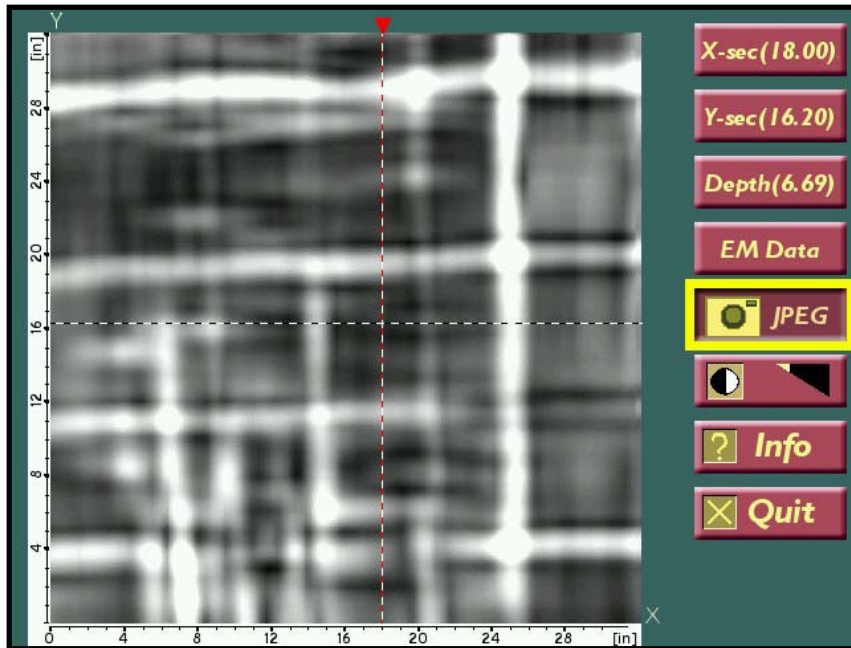 Y
[in]
28
24
20
16
12
8
4
0 4 8 12 16 20 24 28 [in]
X
X-sec(18.00)
Y-sec(16.20)
Depth(6.69)
EM Data
JPEG
? Info
Quit